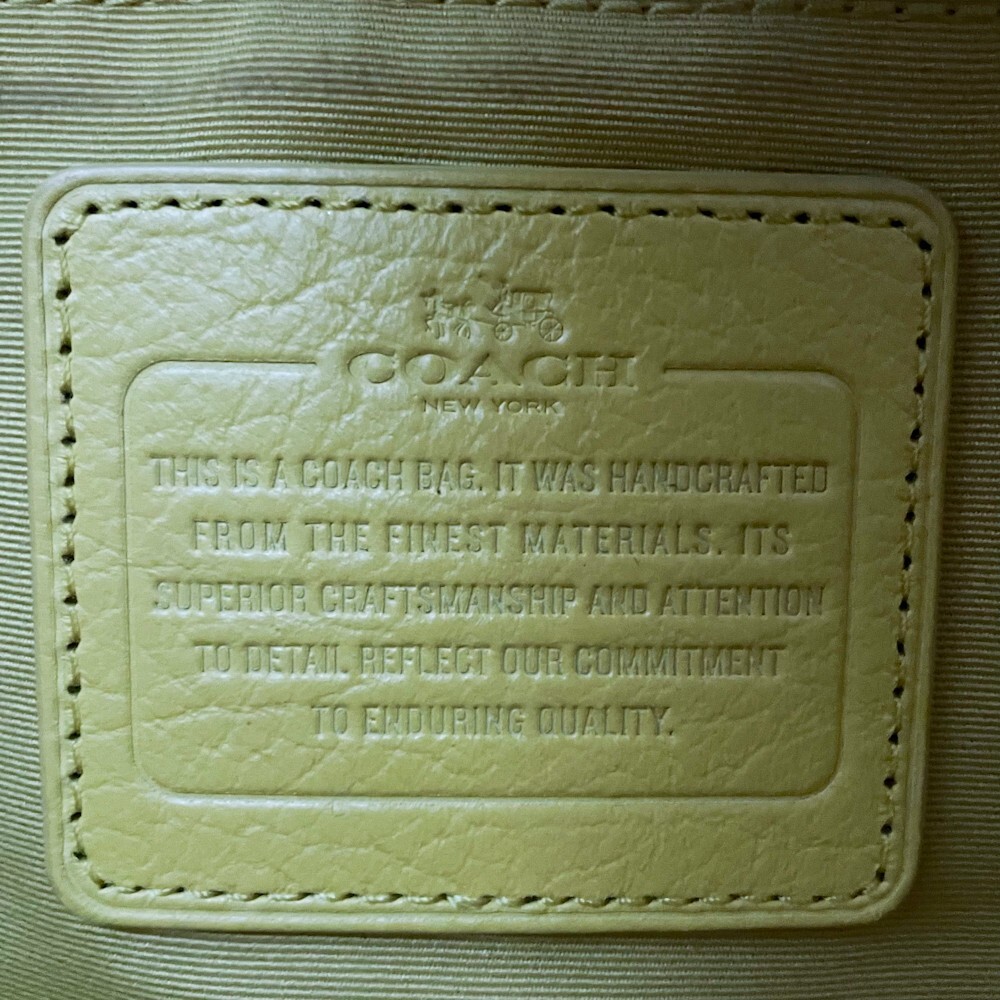 COACH
NEW YORK
THIS IS A COACH BAG. IT WAS HANDCRAFTED
FROM THE FINEST MATERIALS. ITS
SUPERIOR CRAFTSMANSHIP AND ATTENTION
TO DETAIL REFLECT OUR COMMITMENT
TO ENDURING QUALITY.